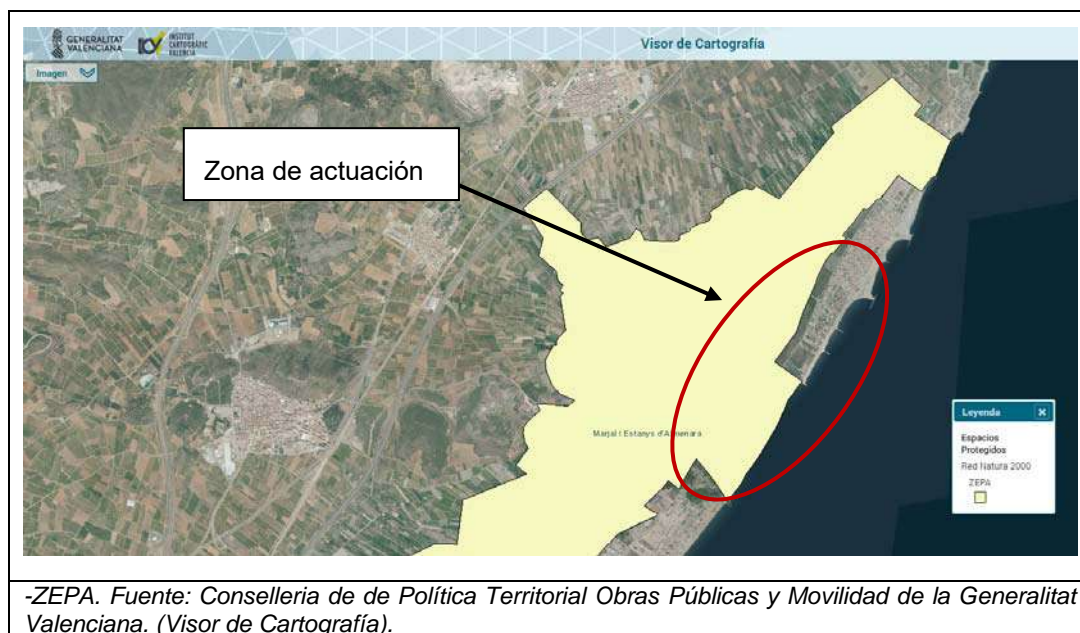 GENERALITAT
VALENCIANA
ICV
INSTITUT
CARTOGRÀFIC
VALENCIÀ
Visor de Cartografía
Imagen
Zona de actuación
Marjal i Estanys d'Almenara
Leyenda X
Espacios
Protegidos
Red Natura 2000
ZEPA
-ZEPA. Fuente: Conselleria de de Política Territorial Obras Públicas y Movilidad de la Generalitat
Valenciana. (Visor de Cartografía).